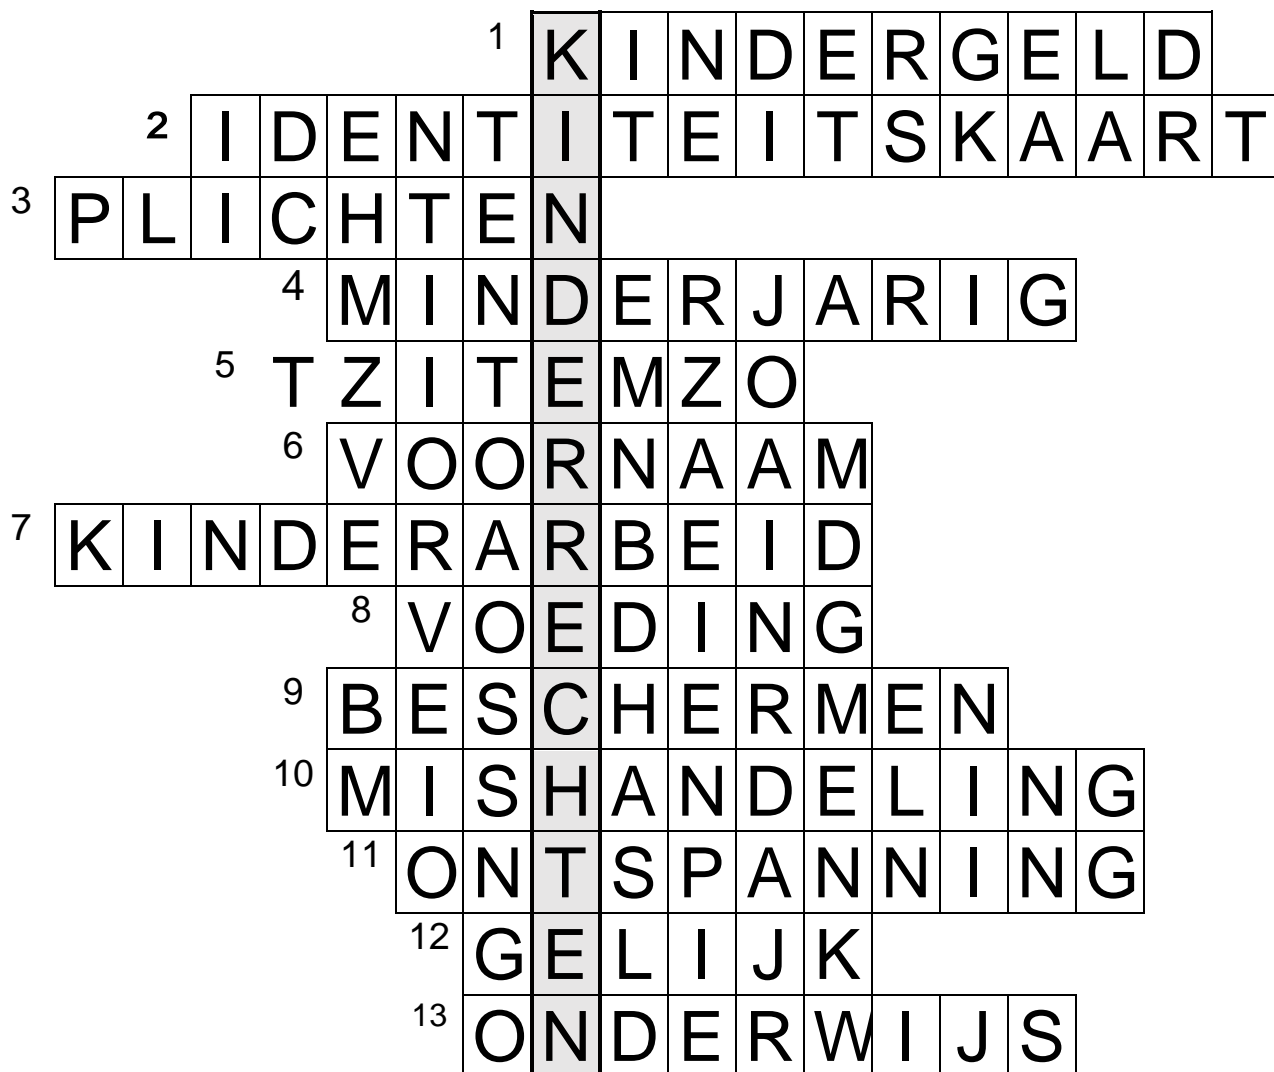 1 KINDERGELD
2 IDENTITEITSKAART
3 PLICHTEN
4 MINDERJARIG
5 TZITEMZO
6 VOORNAAM
7 KINDERARBEID
8 VOEDING
9 BESCHERMEN
10 MISHANDELING
11 ONTSPANNING
12 GELIJK
13 ONDERWIJS